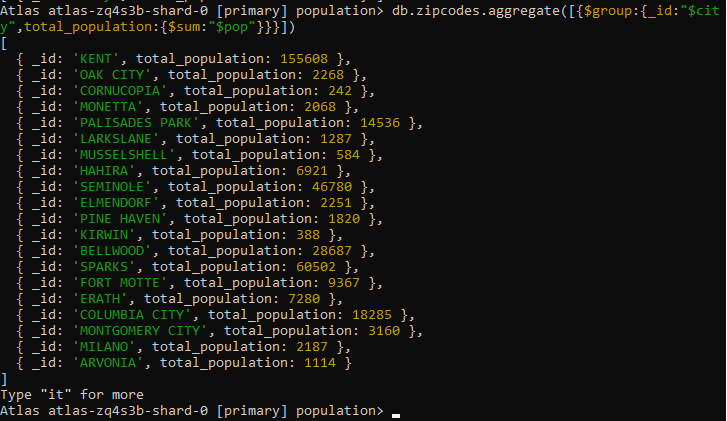 Atlas atlas-zq4s3b-shard-0 [primary] population> db.zipcodes.aggregate([{$group:{_id:"$cit
y",total_population:{$sum:"$pop"}}}])
[
  { _id: 'KENT', total_population: 155608 },
  { _id: 'OAK CITY', total_population: 2268 },
  { _id: 'CORNUCOPIA', total_population: 242 },
  { _id: 'MONETTA', total_population: 2068 },
  { _id: 'PALISADES PARK', total_population: 14536 },
  { _id: 'LARKSLANE', total_population: 1287 },
  { _id: 'MUSSELSHELL', total_population: 584 },
  { _id: 'HAHIRA', total_population: 6921 },
  { _id: 'SEMINOLE', total_population: 46780 },
  { _id: 'ELMENDORF', total_population: 2251 },
  { _id: 'PINE HAVEN', total_population: 1820 },
  { _id: 'KIRWIN', total_population: 388 },
  { _id: 'BELLWOOD', total_population: 28687 },
  { _id: 'SPARKS', total_population: 60502 },
  { _id: 'FORT MOTTE', total_population: 9367 },
  { _id: 'ERATH', total_population: 7280 },
  { _id: 'COLUMBIA CITY', total_population: 18285 },
  { _id: 'MONTGOMERY CITY', total_population: 3160 },
  { _id: 'MILANO', total_population: 2187 },
  { _id: 'ARVONIA', total_population: 1114 }
]
Type "it" for more
Atlas atlas-zq4s3b-shard-0 [primary] population>